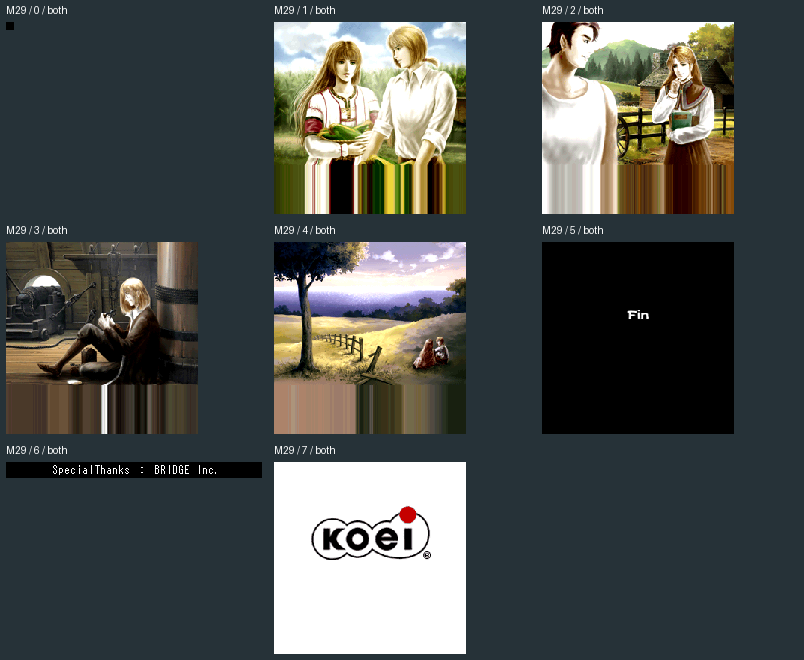 M29 / 0 / both
M29 / 1 / both
M29 / 2 / both
M29 / 3 / both
M29 / 4 / both
M29 / 5 / both
Fin
M29 / 6 / both
SpecialThanks : BRIDGE Inc.
M29 / 7 / both
KOEI®